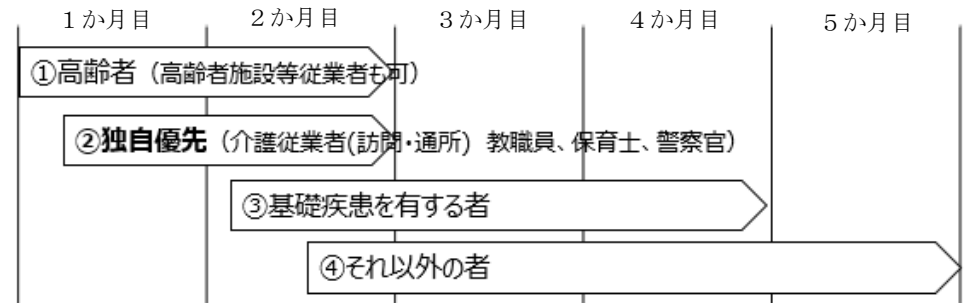 １か月目 ２か月目 ３か月目 ４か月目 ５か月目
①高齢者（高齢者施設等従業者も可）
②独自優先（介護従業者(訪問・通所) 教職員、保育士、警察官）
③基礎疾患を有する者
④それ以外の者